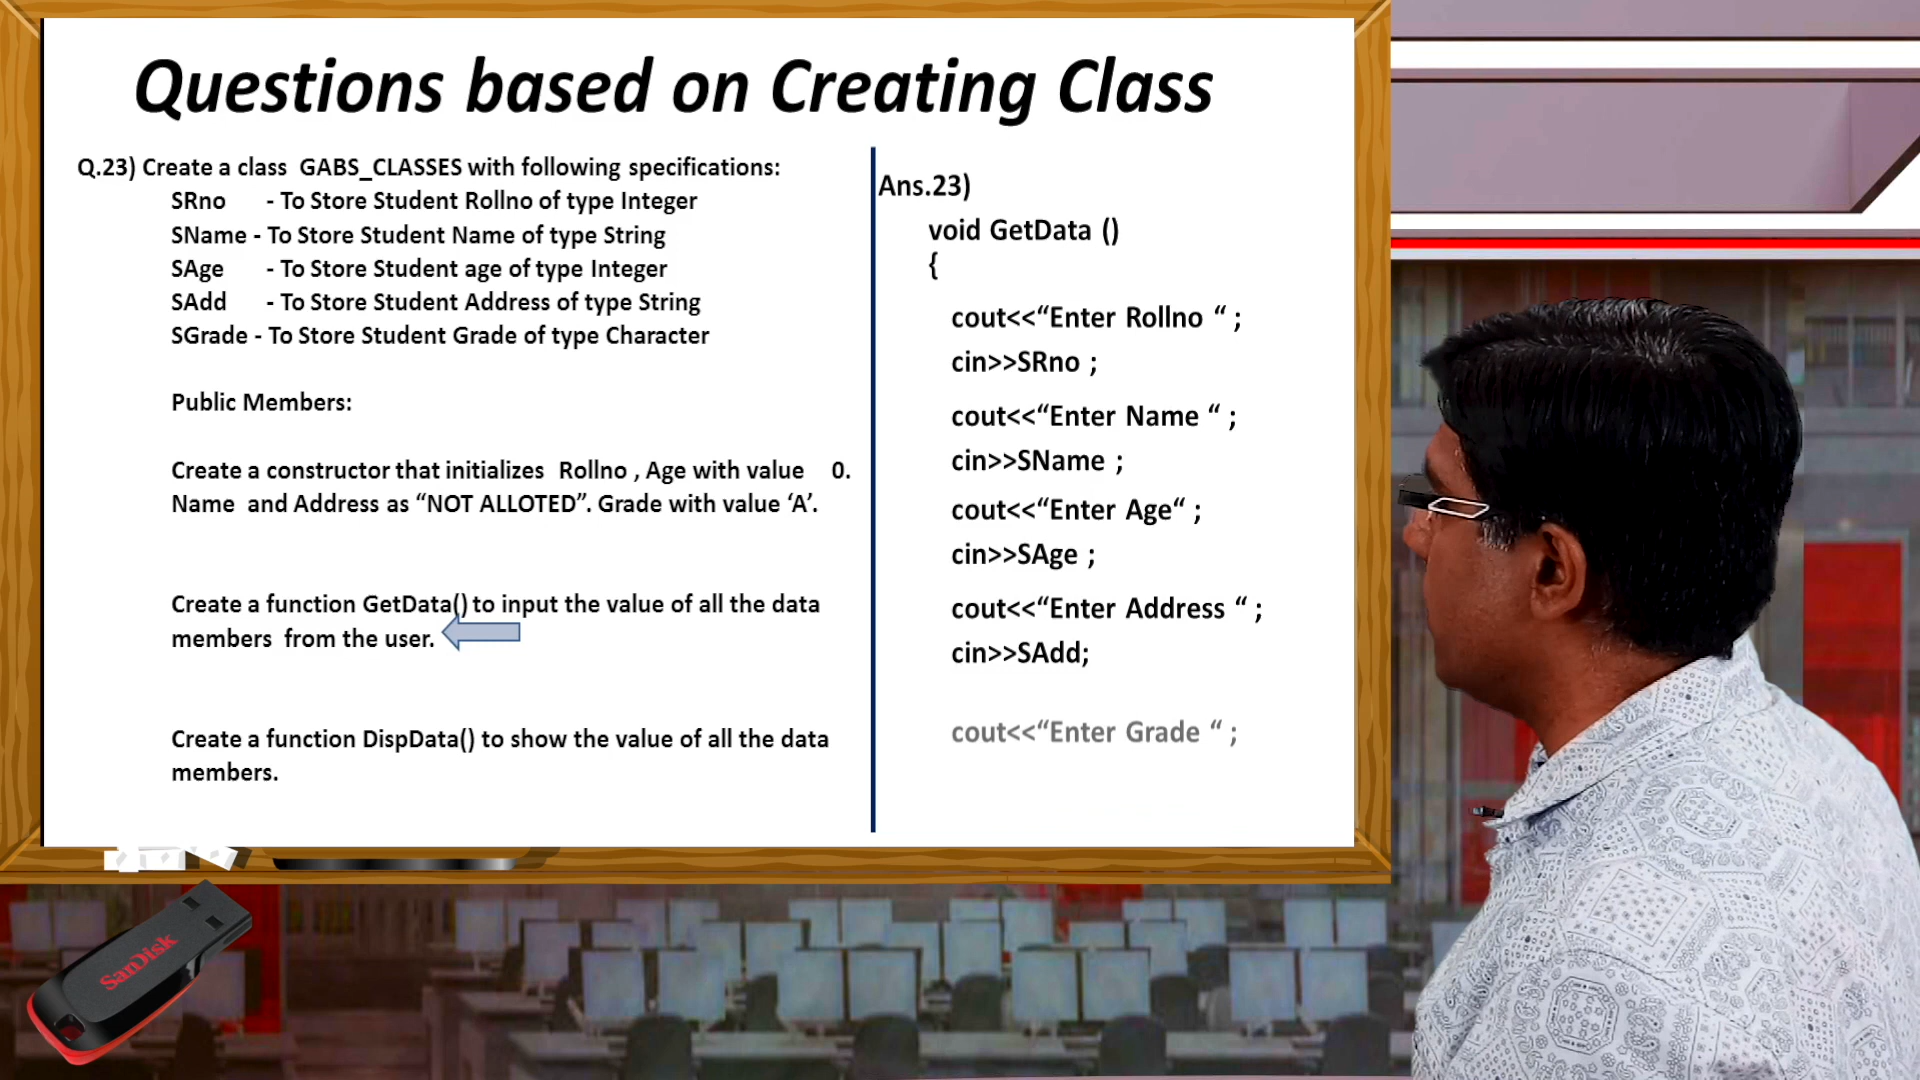 Questions based on Creating Class
Q.23) Create a class GABS_CLASSES with following specifications:
SRno - To Store Student Rollno of type Integer
SName - To Store Student Name of type String
SAge - To Store Student age of type Integer
SAdd - To Store Student Address of type String
SGrade - To Store Student Grade of type Character
Public Members:
Create a constructor that initializes Rollno , Age with value 0.
Name and Address as “NOT ALLOTED”. Grade with value ‘A’.
Create a function GetData() to input the value of all the data
members from the user.
Create a function DispData() to show the value of all the data
members.
Ans.23)
void GetData ()
{
cout<<“Enter Rollno “ ;
cin>>SRno ;
cout<<“Enter Name “ ;
cin>>SName ;
cout<<“Enter Age“ ;
cin>>SAge ;
cout<<“Enter Address “ ;
cin>>SAdd;
cout<<“Enter Grade “ ;
SanDisk